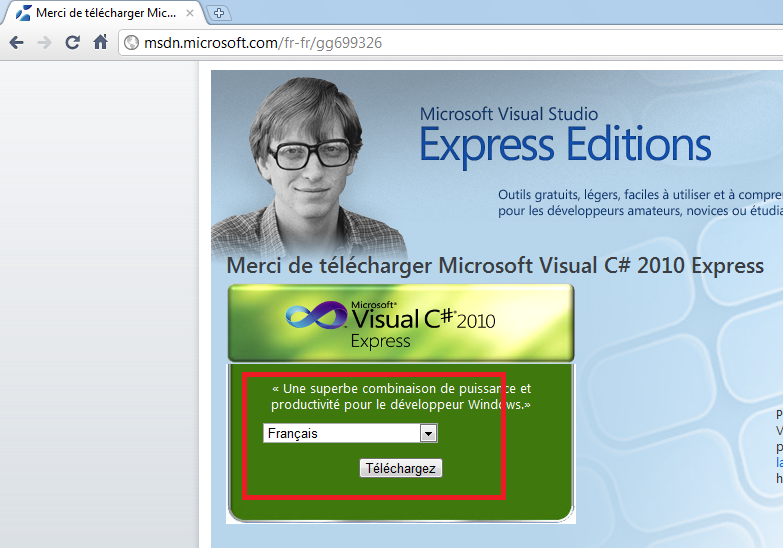 Merci de télécharger Mic...
msdn.microsoft.com/fr-fr/gg699326
Microsoft Visual Studio
Express Editions
Outils gratuits, légers, faciles à utiliser et à compre
pour les développeurs amateurs, novices ou étudia
Merci de télécharger Microsoft Visual C# 2010 Express
Microsoft®
Visual C#® 2010
Express
« Une superbe combinaison de puissance et
productivité pour le développeur Windows.»
Français
Téléchargez
P
V
p
la
h